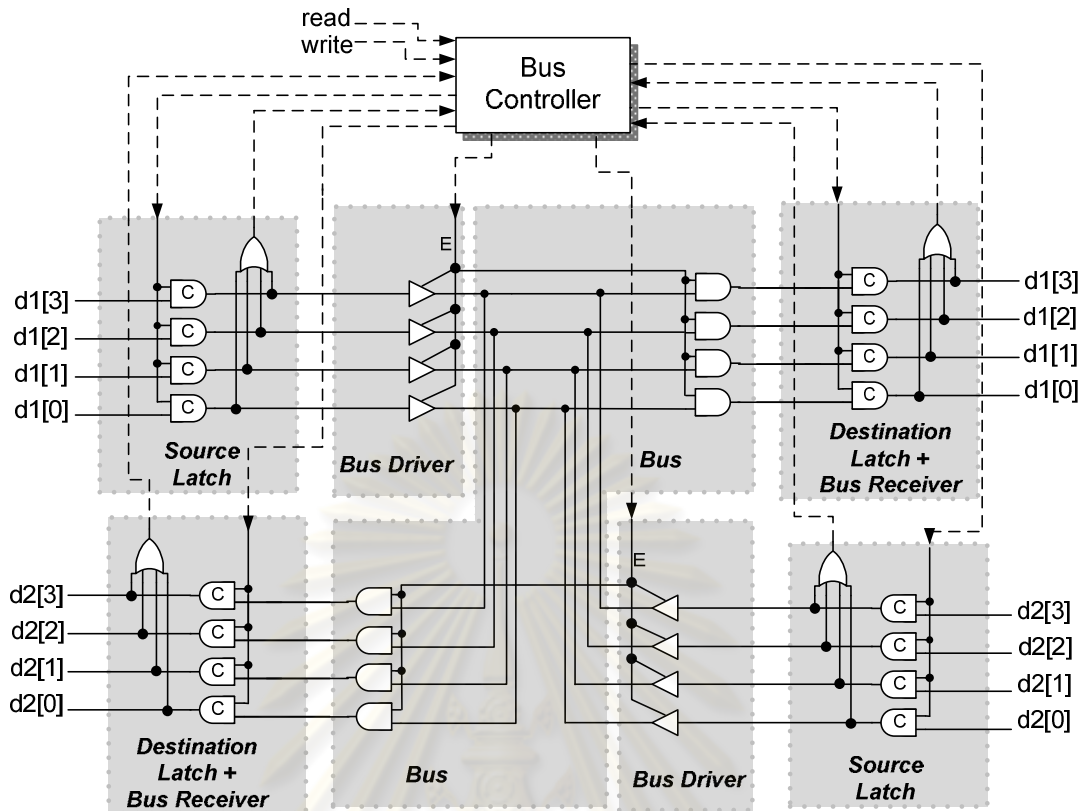 read
write
Bus
Controller
E
d1[3]
d1[2]
d1[1]
d1[0]
C
C
C
C
Source
Latch
Bus Driver
Bus
C
C
C
C
d1[3]
d1[2]
d1[1]
d1[0]
Destination
Latch +
Bus Receiver
d2[3]
d2[2]
d2[1]
d2[0]
C
C
C
C
Destination
Latch +
Bus Receiver
Bus
E
Bus Driver
C
C
C
C
d2[3]
d2[2]
d2[1]
d2[0]
Source
Latch